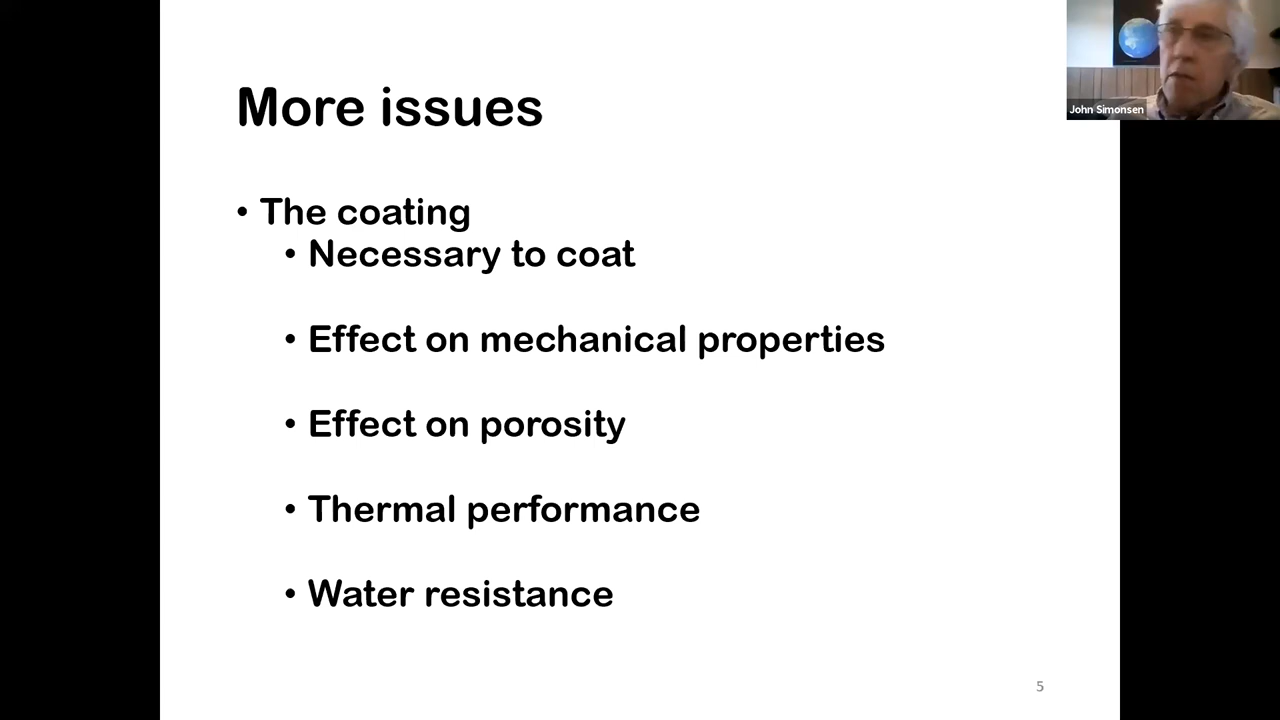 More issues
John Simonsen
• The coating
• Necessary to coat
• Effect on mechanical properties
• Effect on porosity
• Thermal performance
• Water resistance
5